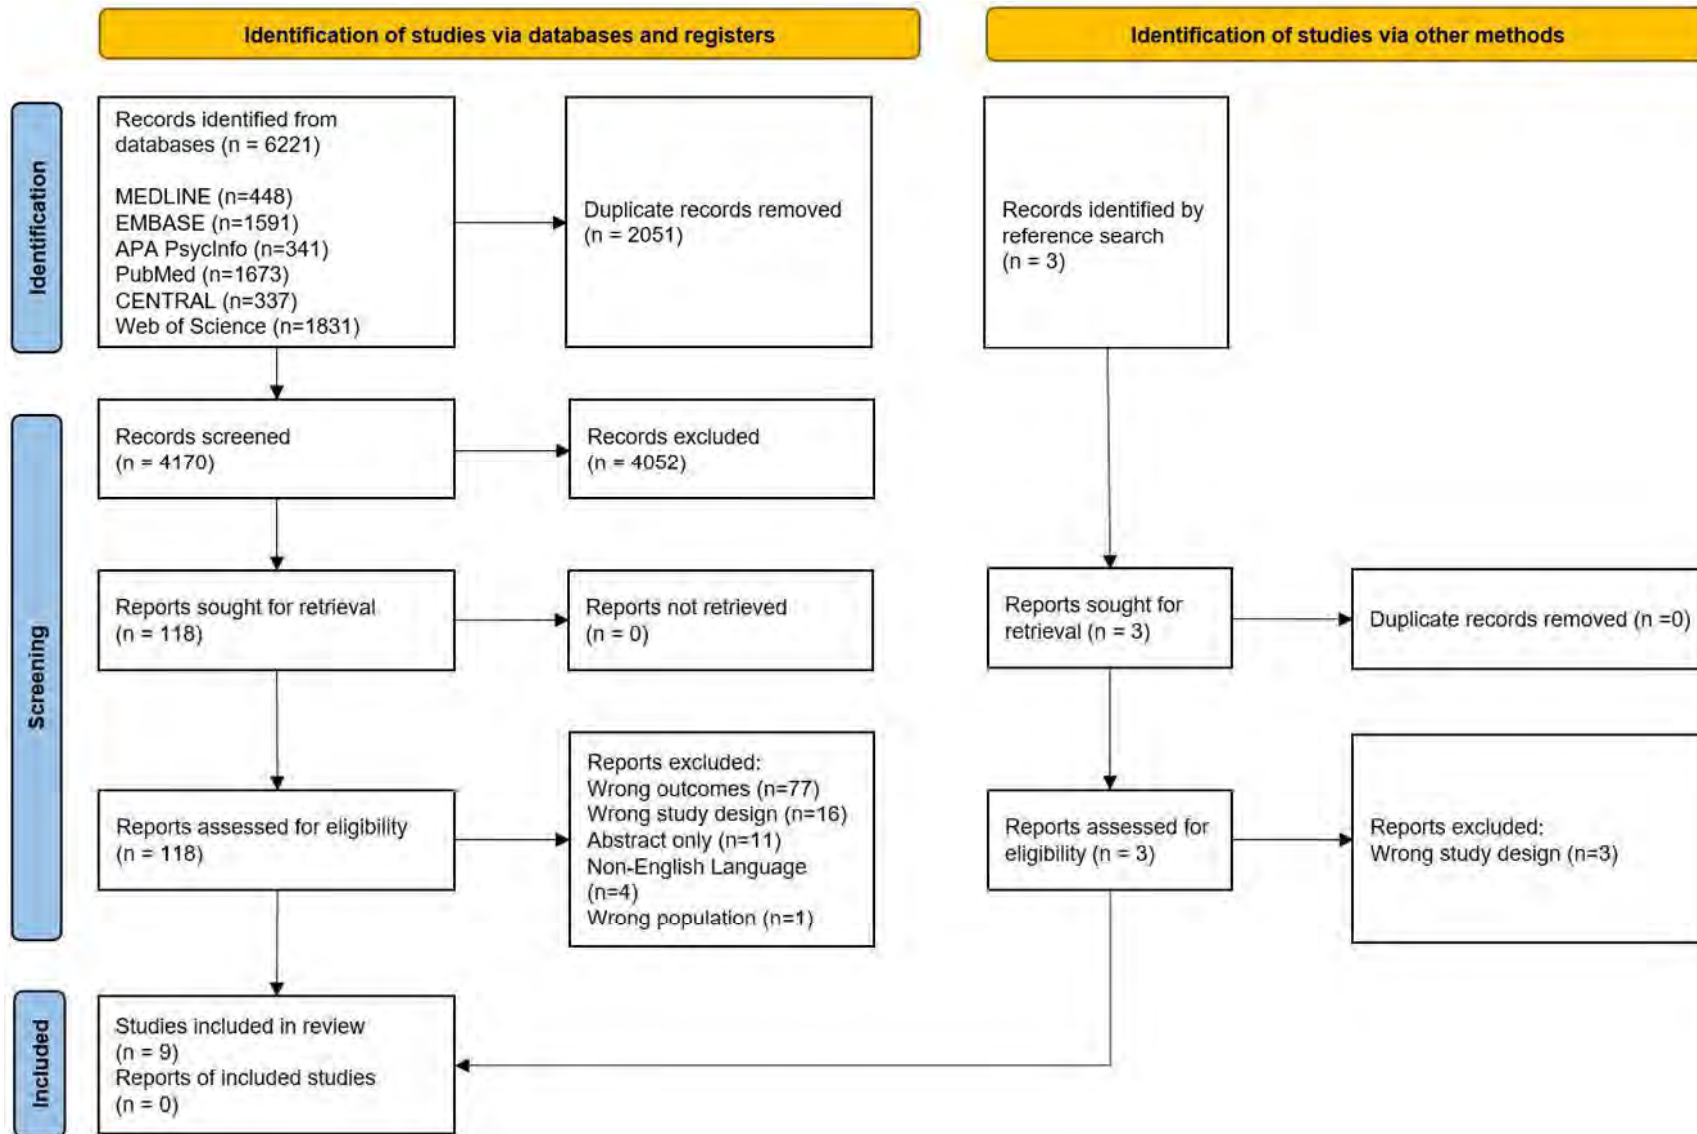 Identification of studies via databases and registers
Identification of studies via other methods
Identification
Records identified from
databases (n = 6221)
MEDLINE (n=448)
EMBASE (n=1591)
APA PsycInfo (n=341)
PubMed (n=1673)
CENTRAL (n=337)
Web of Science (n=1831)
Duplicate records removed
(n = 2051)
Records identified by
reference search
(n = 3)
Screening
Records screened
(n = 4170)
Records excluded
(n = 4052)
Reports sought for retrieval
(n = 118)
Reports not retrieved
(n = 0)
Reports sought for
retrieval (n = 3)
Duplicate records removed (n =0)
Reports assessed for eligibility
(n = 118)
Reports excluded:
Wrong outcomes (n=77)
Wrong study design (n=16)
Abstract only (n=11)
Non-English Language
(n=4)
Wrong population (n=1)
Reports assessed for
eligibility (n = 3)
Reports excluded:
Wrong study design (n=3)
Included
Studies included in review
(n = 9)
Reports of included studies
(n = 0)